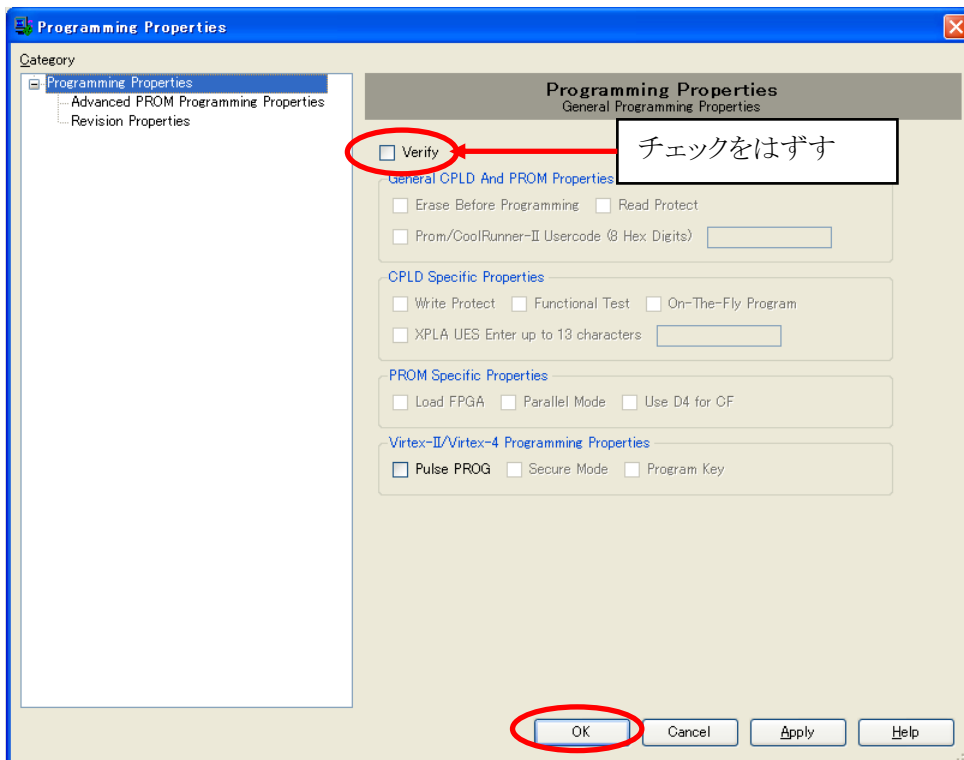 Programming Properties
Category
Programming Properties
Advanced PROM Programming Properties
Revision Properties
Programming Properties
General Programming Properties
Verify
チェックをはずす
General CPLD And PROM Properties
Erase Before Programming Read Protect
Prom/CoolRunner-II Usercode (8 Hex Digits)
CPLD Specific Properties
Write Protect Functional Test On-The-Fly Program
XPLA UES Enter up to 13 characters
PROM Specific Properties
Load FPGA Parallel Mode Use D4 for CF
Virtex-II/Virtex-4 Programming Properties
Pulse PROG Secure Mode Program Key
OK Cancel Apply Help